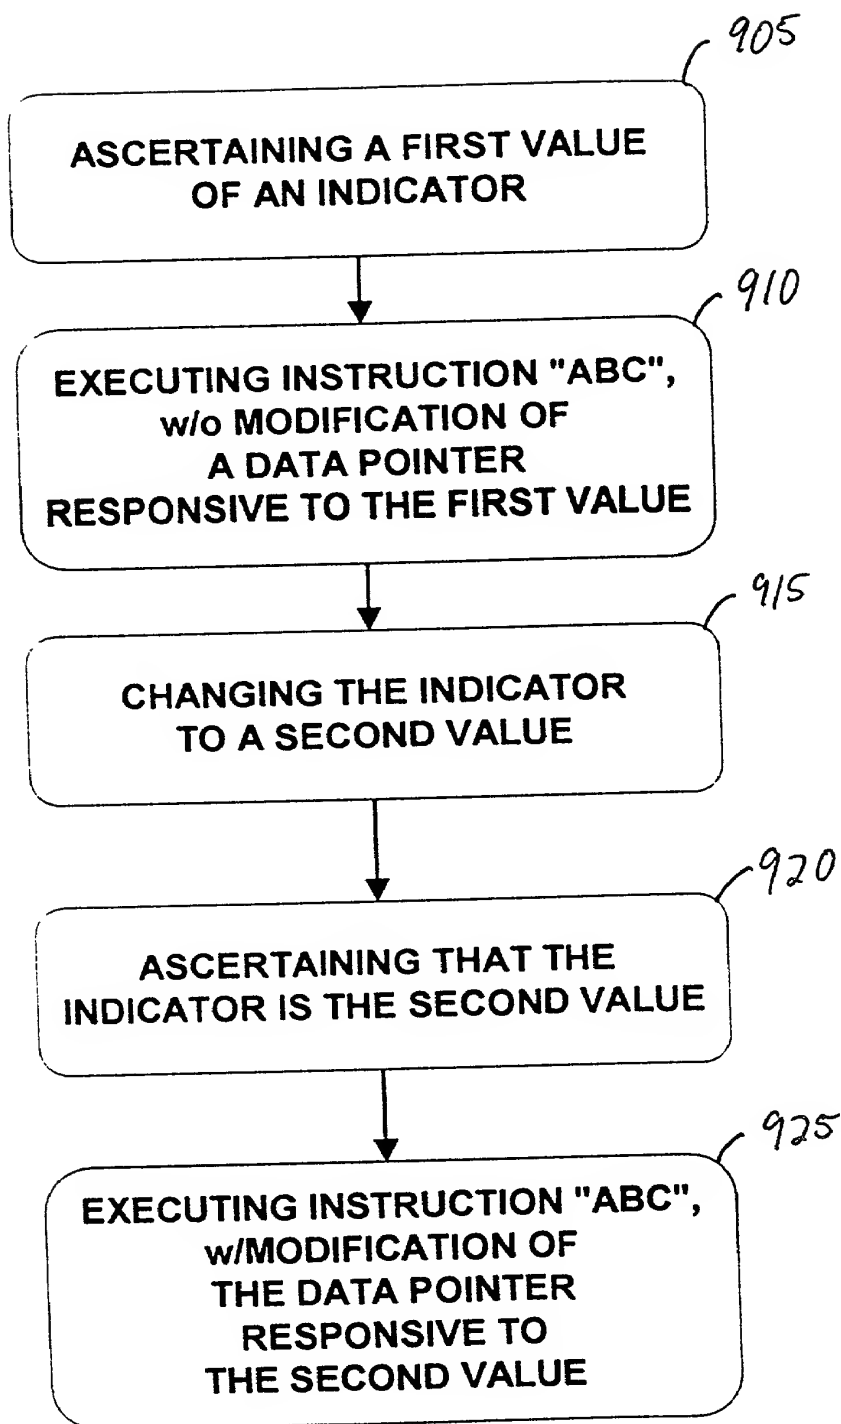 905
ASCERTAINING A FIRST VALUE
OF AN INDICATOR
910
EXECUTING INSTRUCTION "ABC",
w/o MODIFICATION OF
A DATA POINTER
RESPONSIVE TO THE FIRST VALUE
915
CHANGING THE INDICATOR
TO A SECOND VALUE
920
ASCERTAINING THAT THE
INDICATOR IS THE SECOND VALUE
925
EXECUTING INSTRUCTION "ABC",
w/MODIFICATION OF
THE DATA POINTER
RESPONSIVE TO
THE SECOND VALUE